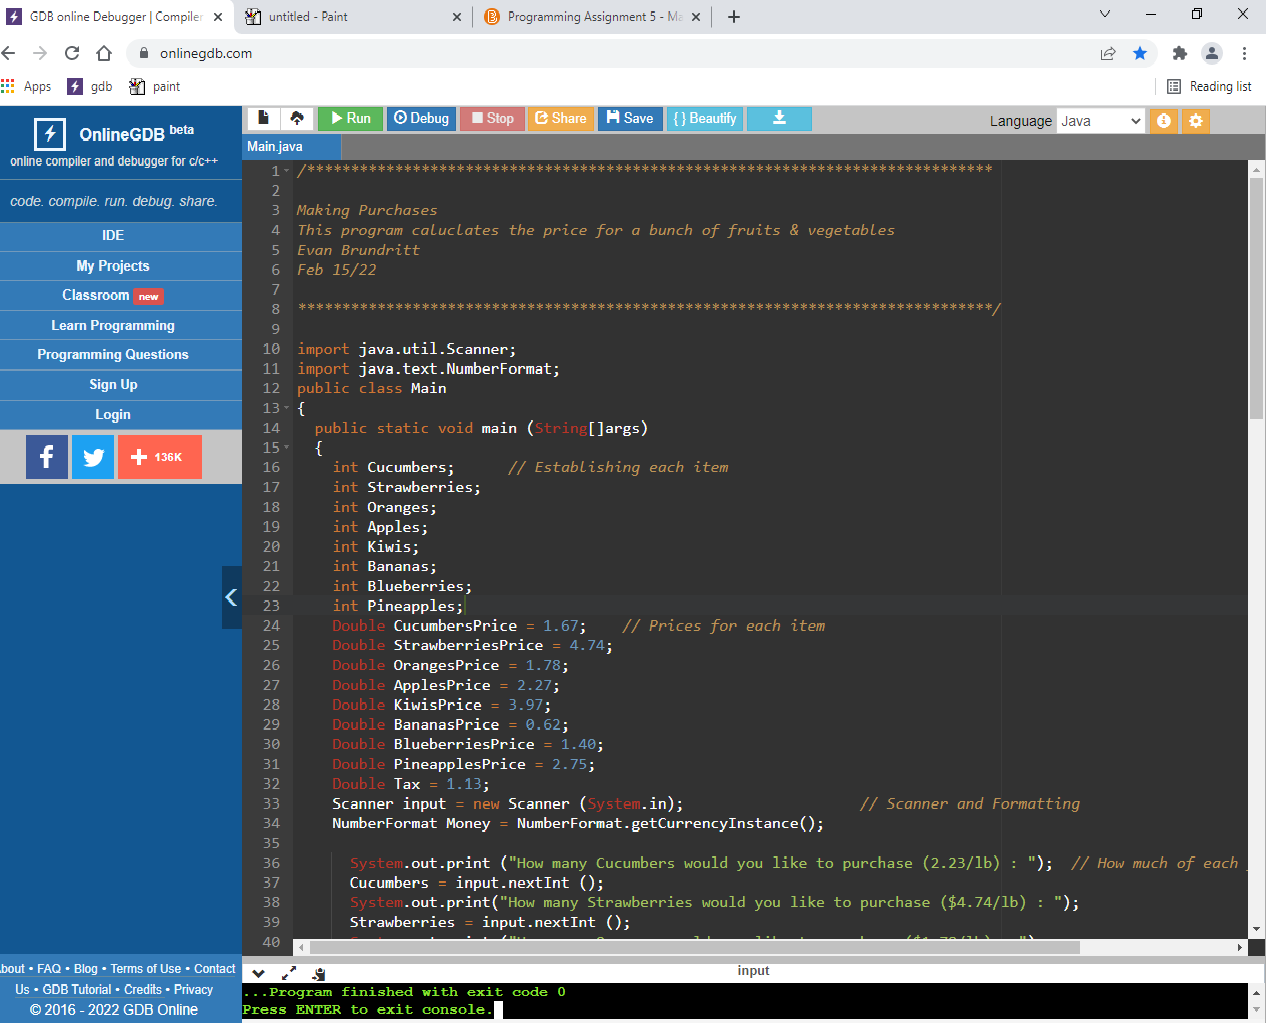 GDB online Debugger | Compiler
untitled - Paint
Programming Assignment 5 - Ma
onlinegdb.com
Apps
gdb
paint
Reading list
OnlineGDB beta
online compiler and debugger for c/c++
code. compile. run. debug. share.
IDE
My Projects
Classroom new
Learn Programming
Programming Questions
Sign Up
Login
136K
About • FAQ • Blog • Terms of Use • Contact
Us • GDB Tutorial • Credits • Privacy
© 2016 - 2022 GDB Online
Run Debug Stop Share Save { } Beautify
Language Java
Main.java
1 /******************************************************************************
2
3 Making Purchases
4 This program caluclates the price for a bunch of fruits & vegetables
5 Evan Brundritt
6 Feb 15/22
7
8 *******************************************************************************/
9
10 import java.util.Scanner;
11 import java.text.NumberFormat;
12 public class Main
13 {
14 public static void main (String[]args)
15 {
16 int Cucumbers; // Establishing each item
17 int Strawberries;
18 int Oranges;
19 int Apples;
20 int Kiwis;
21 int Bananas;
22 int Blueberries;
23 int Pineapples;
24 Double CucumbersPrice = 1.67; // Prices for each item
25 Double StrawberriesPrice = 4.74;
26 Double OrangesPrice = 1.78;
27 Double ApplesPrice = 2.27;
28 Double KiwisPrice = 3.97;
29 Double BananasPrice = 0.62;
30 Double BlueberriesPrice = 1.40;
31 Double PineapplesPrice = 2.75;
32 Double Tax = 1.13;
33 Scanner input = new Scanner (System.in); // Scanner and Formatting
34 NumberFormat Money = NumberFormat.getCurrencyInstance();
35
36 System.out.print ("How many Cucumbers would you like to purchase (2.23/lb) : "); // How much of each
37 Cucumbers = input.nextInt ();
38 System.out.print("How many Strawberries would you like to purchase ($4.74/lb) : ");
39 Strawberries = input.nextInt ();
40
input
...Program finished with exit code 0
Press ENTER to exit console.